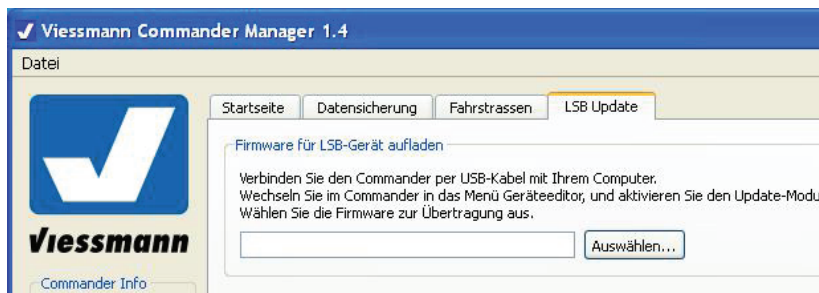 Viessmann Commander Manager 1.4
Datei
Startseite Datensicherung Fahrstrassen LSB Update
Firmware für LSB-Gerät aufladen
Verbinden Sie den Commander per USB-Kabel mit Ihrem Computer.
Wechseln Sie im Commander in das Menü Geräteeditor, und aktivieren Sie den Update-Modu
Wählen Sie die Firmware zur Übertragung aus.
Auswählen...
viessmann
Commander Info